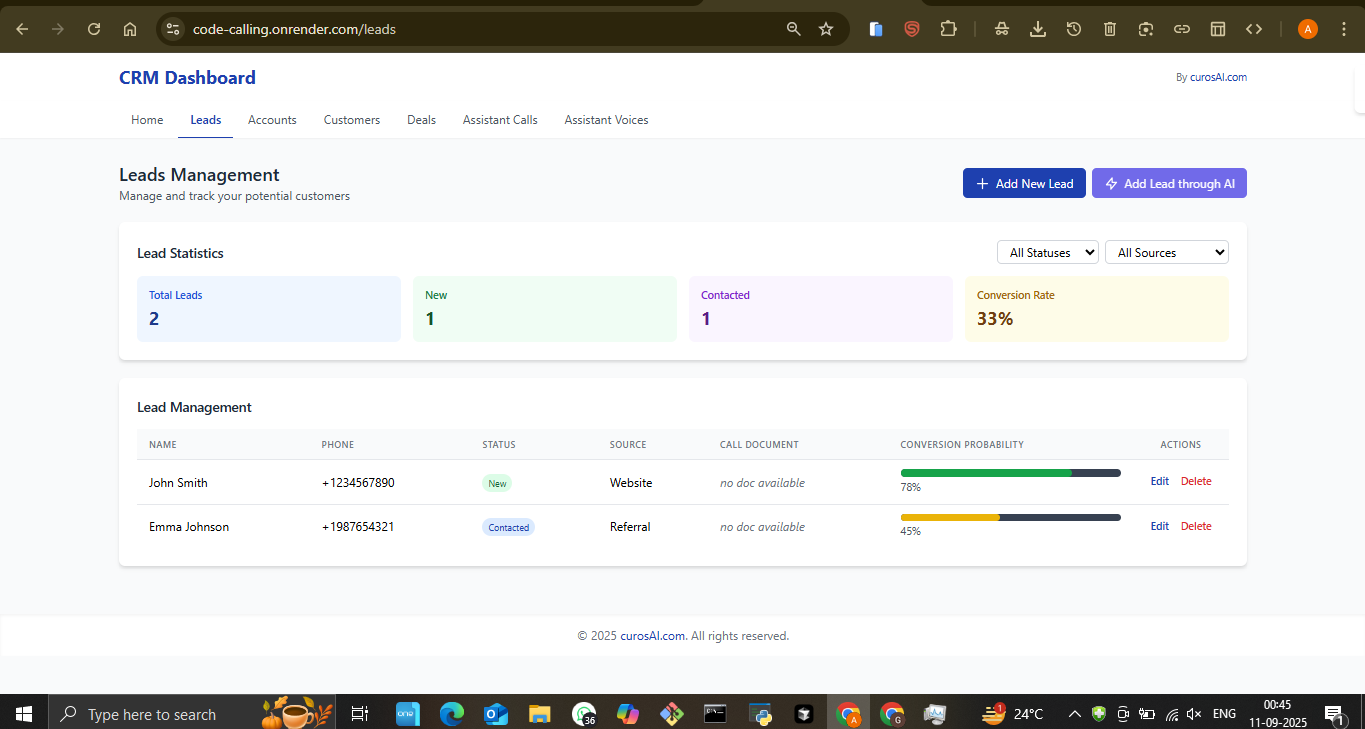 code-calling.onrender.com/leads
A
CRM Dashboard
By curosAI.com
Home Leads Accounts Customers Deals Assistant Calls Assistant Voices
Leads Management
Manage and track your potential customers
Add New Lead
Add Lead through AI
Lead Statistics
All Statuses
All Sources
Total Leads
2
New
1
Contacted
1
Conversion Rate
33%
Lead Management
NAME PHONE STATUS SOURCE CALL DOCUMENT CONVERSION PROBABILITY ACTIONS
John Smith +1234567890 New Website no doc available 78% Edit Delete
Emma Johnson +1987654321 Contacted Referral no doc available 45% Edit Delete
© 2025 curosAI.com. All rights reserved.
Type here to search
one
36
A
G
1
24°C
ENG
00:45
11-09-2025
1